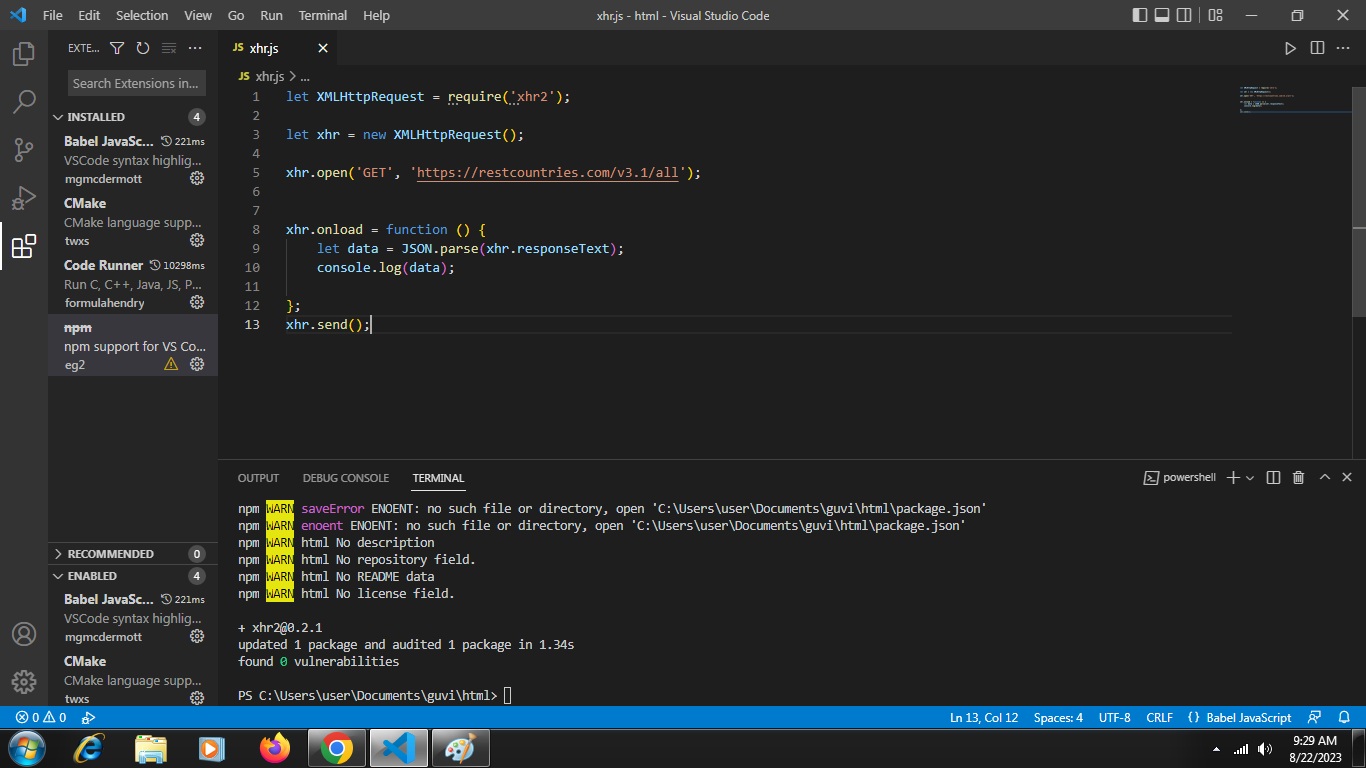 File Edit Selection View Go Run Terminal Help xhr.js - html - Visual Studio Code
EXTE...
Search Extensions in...
INSTALLED 4
Babel JavaSc... 221ms
VSCode syntax highlig...
mgmcdermott
CMake
CMake language supp...
twxs
Code Runner 10298ms
Run C, C++, Java, JS, P...
formulahendry
npm
npm support for VS Co...
eg2
RECOMMENDED 0
ENABLED 4
Babel JavaSc... 221ms
VSCode syntax highlig...
mgmcdermott
CMake
CMake language supp...
twxs
JS xhr.js
JS xhr.js > ...
1 let XMLHttpRequest = require('xhr2');
2
3 let xhr = new XMLHttpRequest();
4
5 xhr.open('GET', 'https://restcountries.com/v3.1/all');
6
7
8 xhr.onload = function () {
9 let data = JSON.parse(xhr.responseText);
10 console.log(data);
11
12 };
13 xhr.send();
OUTPUT DEBUG CONSOLE TERMINAL powershell
npm WARN saveError ENOENT: no such file or directory, open 'C:\Users\user\Documents\guvi\html\package.json'
npm WARN enoent ENOENT: no such file or directory, open 'C:\Users\user\Documents\guvi\html\package.json'
npm WARN html No description
npm WARN html No repository field.
npm WARN html No README data
npm WARN html No license field.
+ xhr2@0.2.1
updated 1 package and audited 1 package in 1.34s
found 0 vulnerabilities
PS C:\Users\user\Documents\guvi\html>
0 0 Ln 13, Col 12 Spaces: 4 UTF-8 CRLF {} Babel JavaScript
9:29 AM
8/22/2023